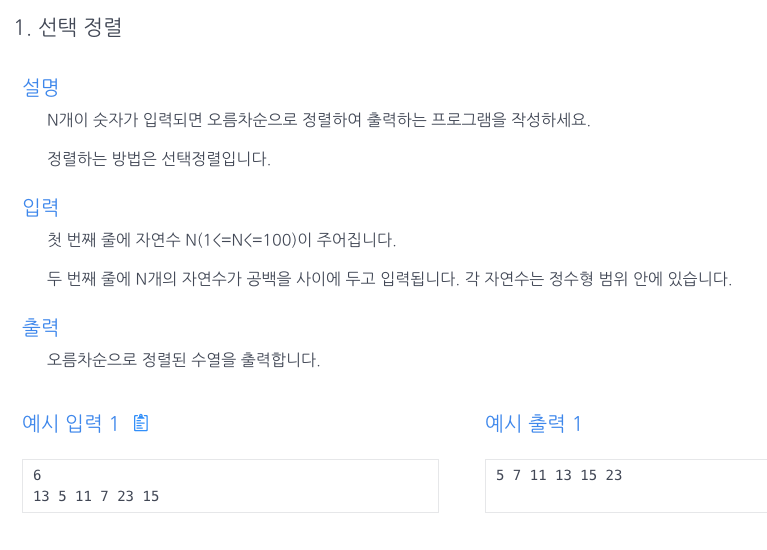 1. 선택 정렬
설명
N개이 숫자가 입력되면 오름차순으로 정렬하여 출력하는 프로그램을 작성하세요.
정렬하는 방법은 선택정렬입니다.
입력
첫 번째 줄에 자연수 N(1<=N<=100)이 주어집니다.
두 번째 줄에 N개의 자연수가 공백을 사이에 두고 입력됩니다. 각 자연수는 정수형 범위 안에 있습니다.
출력
오름차순으로 정렬된 수열을 출력합니다.
예시 입력 1
6
13 5 11 7 23 15
예시 출력 1
5 7 11 13 15 23